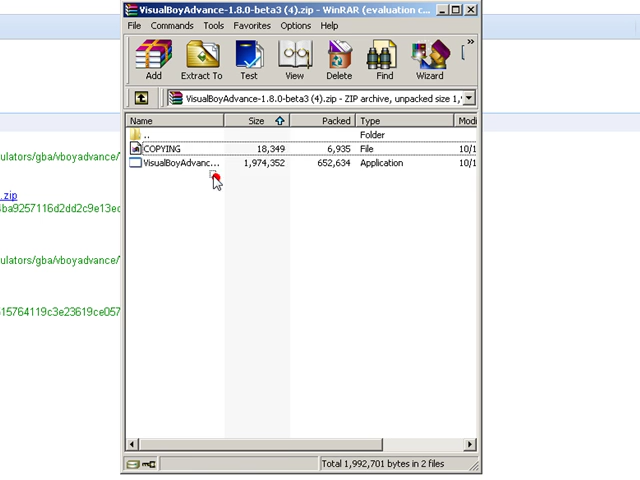 VisualBoyAdvance-1.8.0-beta3 (4).zip - WinRAR (evaluation c...
File Commands Tools Favorites Options Help
Add Extract To Test View Delete Find Wizard »
VisualBoyAdvance-1.8.0-beta3 (4).zip - ZIP archive, unpacked size 1,
Name Size Packed Type Modi
.. Folder
COPYING 18,349 6,935 File 10/1
VisualBoyAdvanc... 1,974,352 652,634 Application 10/1
ulators/gba/vboyadvance/
.zip
4ba9257116d2dd2c9e13ec
ulators/gba/vboyadvance/
515764119c3e23619ce057
Total 1,992,701 bytes in 2 files